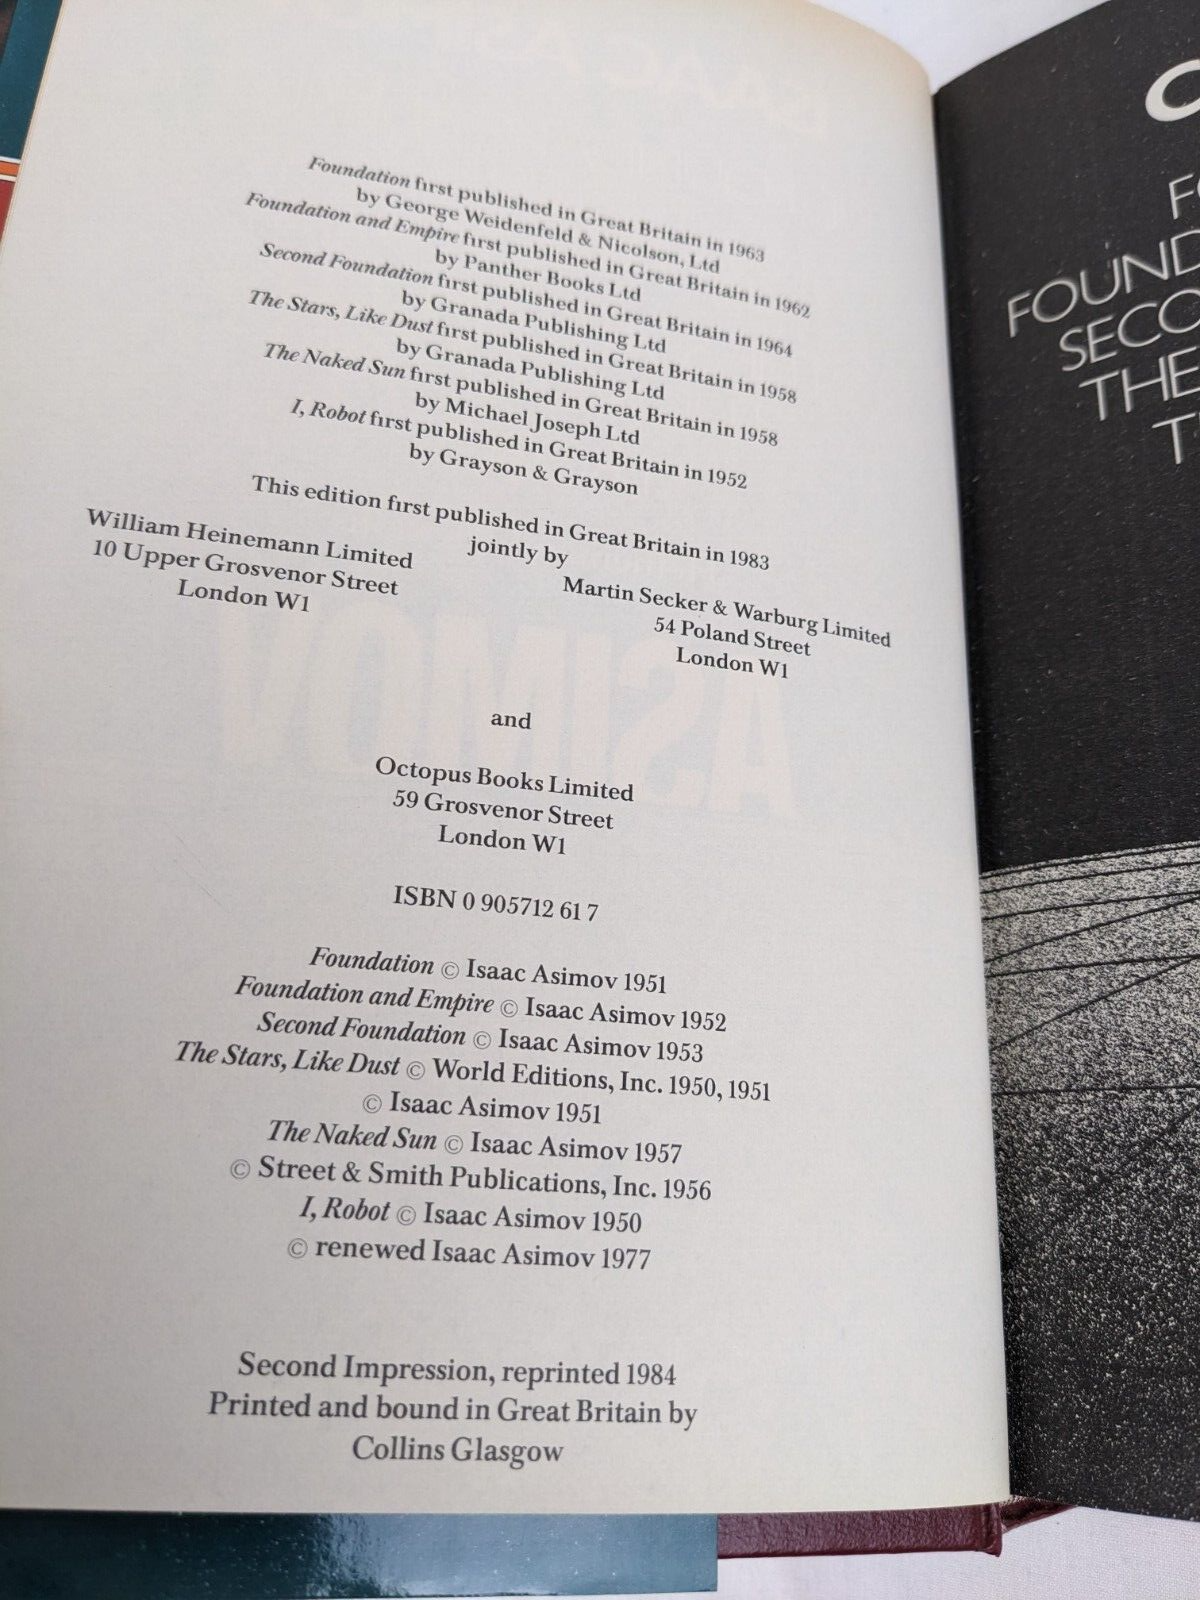 Foundation first published in Great Britain in 1963
by George Weidenfeld & Nicolson, Ltd
Foundation and Empire first published in Great Britain in 1962
by Panther Books Ltd
Second Foundation first published in Great Britain in 1964
by Granada Publishing Ltd
The Stars, Like Dust first published in Great Britain in 1958
by Granada Publishing Ltd
The Naked Sun first published in Great Britain in 1958
by Michael Joseph Ltd
I, Robot first published in Great Britain in 1952
by Grayson & Grayson
This edition first published in Great Britain in 1983
jointly by
William Heinemann Limited
10 Upper Grosvenor Street
London W1
Martin Secker & Warburg Limited
54 Poland Street
London W1
and
Octopus Books Limited
59 Grosvenor Street
London W1
ISBN 0 905712 61 7
Foundation © Isaac Asimov 1951
Foundation and Empire © Isaac Asimov 1952
Second Foundation © Isaac Asimov 1953
The Stars, Like Dust © World Editions, Inc. 1950, 1951
© Isaac Asimov 1951
The Naked Sun © Isaac Asimov 1957
© Street & Smith Publications, Inc. 1956
I, Robot © Isaac Asimov 1950
© renewed Isaac Asimov 1977
Second Impression, reprinted 1984
Printed and bound in Great Britain by
Collins Glasgow
FOUND
SECO
THE